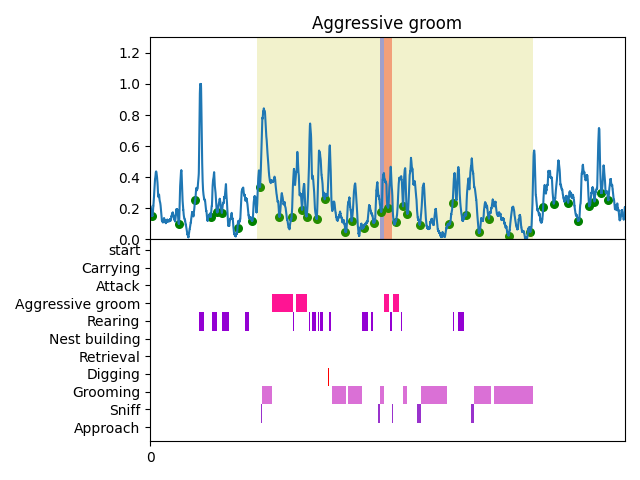 Aggressive groom
1.2
1.0
0.8
0.6
0.4
0.2
0.0
start
Carrying
Attack
Aggressive groom
Rearing
Nest building
Retrieval
Digging
Grooming
Sniff
Approach
0